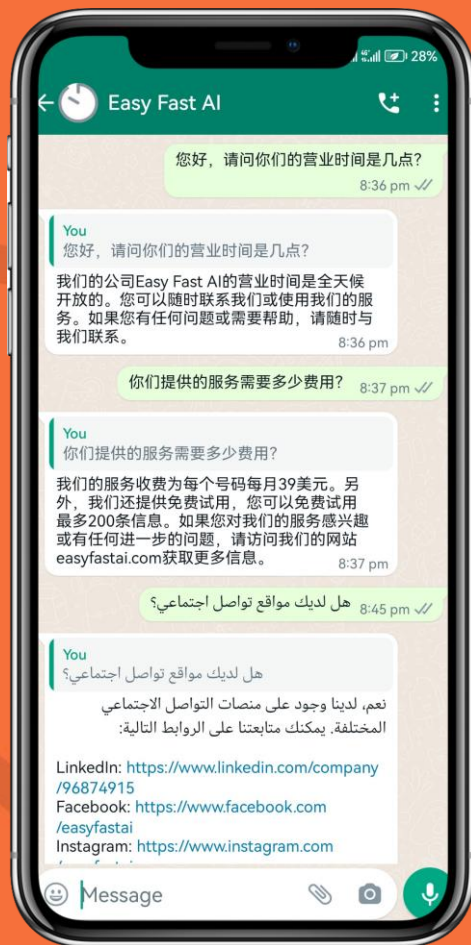 28%
Easy Fast AI
您好，请问你们的营业时间是几点？
8:36 pm
You
您好，请问你们的营业时间是几点？
我们的公司Easy Fast AI的营业时间是全天候
开放的。您可以随时联系我们或使用我们的服
务。如果您有任何问题或需要帮助，请随时与
我们联系。
8:36 pm
你们提供的服务需要多少费用？
8:37 pm
You
你们提供的服务需要多少费用？
我们的服务收费为每个号码每月39美元。另
外，我们还提供免费试用，您可以免费试用
最多200条信息。如果您对我们的服务感兴趣
或有任何进一步的问题，请访问我们的网站
easyfastai.com获取更多信息。
8:37 pm
هل لديك مواقع تواصل اجتماعي؟
8:45 pm
You
هل لديك مواقع تواصل اجتماعي؟
نعم، لدينا وجود على منصات التواصل الاجتماعي
المختلفة. يمكنك متابعتنا على الروابط التالية:
LinkedIn: https://www.linkedin.com/company
/96874915
Facebook: https://www.facebook.com
/easyfastai
Instagram: https://www.instagram.com
Message